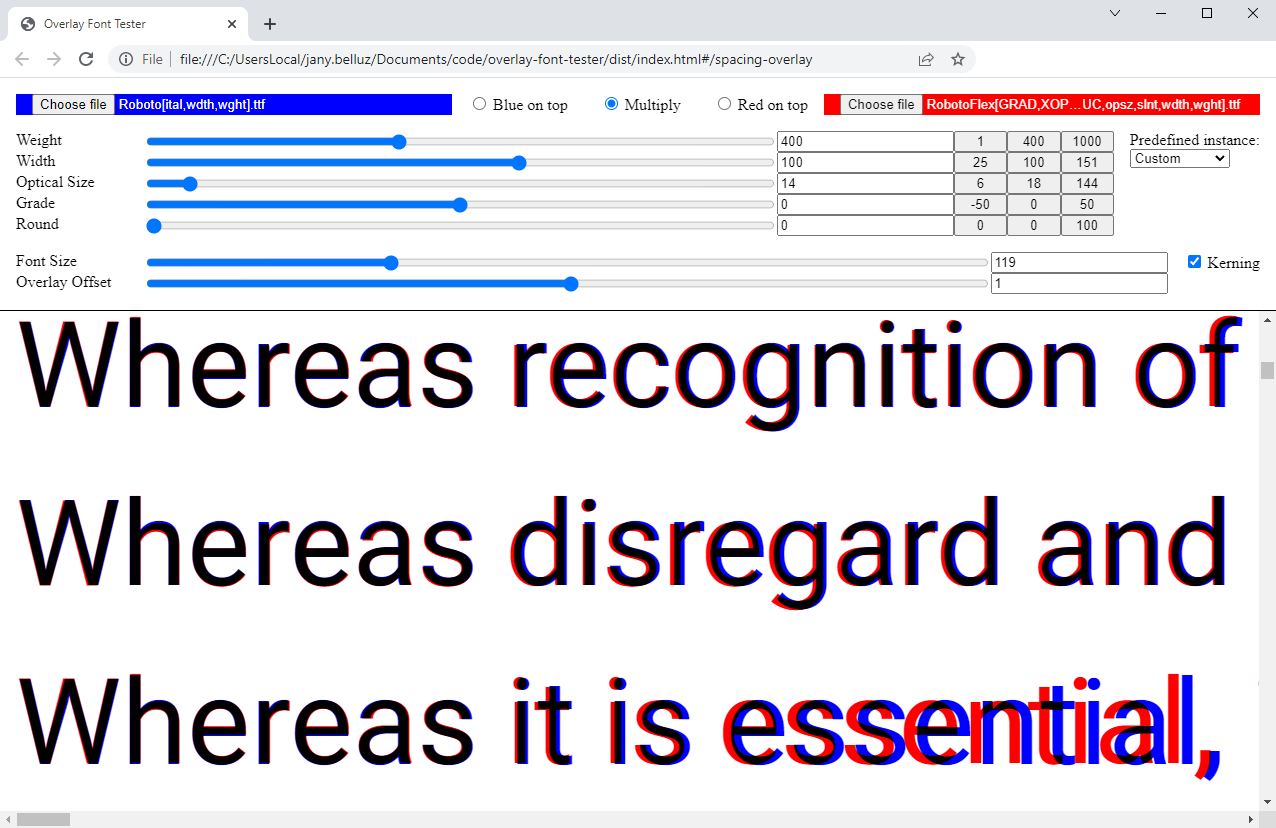 Overlay Font Tester
File | file:///C:/UsersLocal/jany.belluz/Documents/code/overlay-font-tester/dist/index.html#/spacing-overlay
Choose file Roboto[ital,wdth,wght].ttf Blue on top Multiply Red on top Choose file RobotoFlex[GRAD,XOP...UC,opsz,slnt,wdth,wght].ttf
Weight 400 1 400 1000 Predefined instance:
Width 100 25 100 151 Custom
Optical Size 14 6 18 144
Grade 0 -50 0 50
Round 0 0 0 100
Font Size 119 Kerning
Overlay Offset 1
Whereas recognition of
Whereas disregard and
Whereas it is essential,